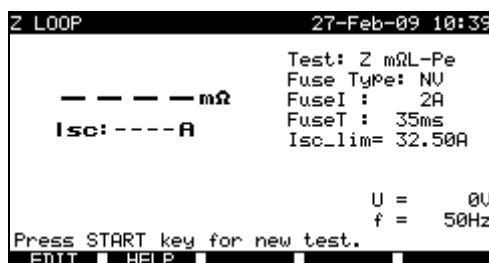 Z LOOP 27-Feb-09 10:39
Test: Z mΩL-Pe
Fuse Type: NV
– – – – mΩ
FuseI : 2A
Isc:----A
FuseT : 35ms
Isc_lim= 32.50A
U = 0V
f = 50Hz
Press START key for new test.
EDIT HELP